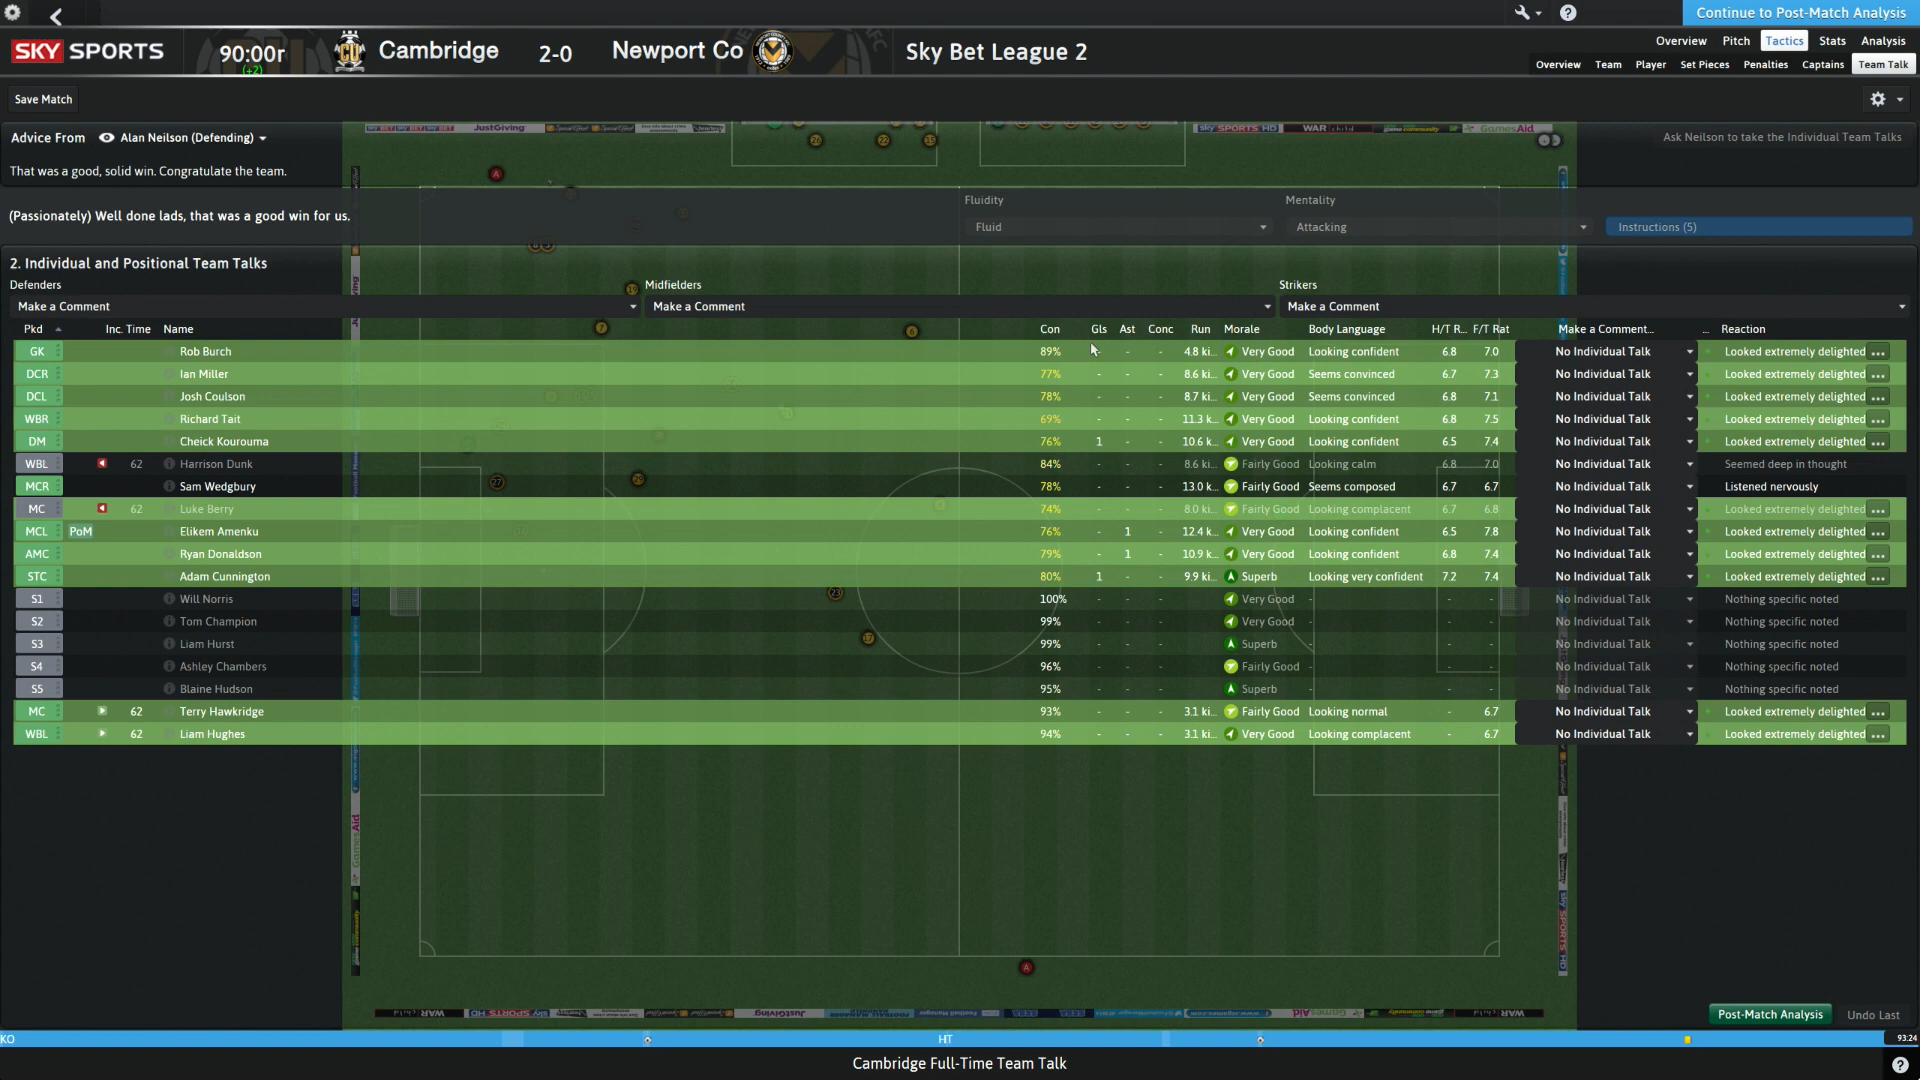 Continue to Post-Match Analysis
SKY SPORTS
90:00r
(+2)
Cambridge
2-0
Newport Co
Sky Bet League 2
Overview Pitch Tactics Stats Analysis
Overview Team Player Set Pieces Penalties Captains Team Talk
Save Match
Advice From Alan Neilson (Defending)
Ask Neilson to take the Individual Team Talks
That was a good, solid win. Congratulate the team.
(Passionately) Well done lads, that was a good win for us.
Fluidity Mentality
Fluid Attacking Instructions (5)
2. Individual and Positional Team Talks
Defenders Midfielders Strikers
Make a Comment Make a Comment Make a Comment
Pkd Inc. Time Name Con Gls Ast Conc Run Morale Body Language H/T R... F/T Rat Make a Comment... ... Reaction
GK Rob Burch 89% - - - 4.8 ki... Very Good Looking confident 6.8 7.0 No Individual Talk Looked extremely delighted ...
DCR Ian Miller 77% - - - 8.6 ki... Very Good Seems convinced 6.7 7.3 No Individual Talk Looked extremely delighted ...
DCL Josh Coulson 78% - - - 8.7 ki... Very Good Seems convinced 6.8 7.1 No Individual Talk Looked extremely delighted ...
WBR Richard Tait 69% - - - 11.3 ki... Very Good Looking confident 6.8 7.5 No Individual Talk Looked extremely delighted ...
DM Cheick Kourouma 76% 1 - - 10.6 ki... Very Good Looking confident 6.5 7.4 No Individual Talk Looked extremely delighted ...
WBL 62 Harrison Dunk 84% - - - 8.6 ki... Fairly Good Looking calm 6.8 7.0 No Individual Talk Seemed deep in thought
MCR Sam Wedgbury 78% - - - 13.0 k... Fairly Good Seems composed 6.7 6.7 No Individual Talk Listened nervously
MC 62 Luke Berry 74% - - - 8.0 ki... Fairly Good Looking complacent 6.7 6.8 No Individual Talk Looked extremely delighted ...
MCL PoM Elikem Amenku 76% - 1 - 12.4 k... Very Good Looking confident 6.5 7.8 No Individual Talk Looked extremely delighted ...
AMC Ryan Donaldson 79% - 1 - 10.9 k... Very Good Looking confident 6.8 7.4 No Individual Talk Looked extremely delighted ...
STC Adam Cunnington 80% 1 - - 9.9 ki... Superb Looking very confident 7.2 7.4 No Individual Talk Looked extremely delighted ...
S1 Will Norris 100% - - - Very Good - - - No Individual Talk Nothing specific noted
S2 Tom Champion 99% - - - Very Good - - - No Individual Talk Nothing specific noted
S3 Liam Hurst 99% - - - Superb - - - No Individual Talk Nothing specific noted
S4 Ashley Chambers 96% - - - Fairly Good - - - No Individual Talk Nothing specific noted
S5 Blaine Hudson 95% - - - Superb - - - No Individual Talk Nothing specific noted
MC 62 Terry Hawkridge 93% - - - 3.1 ki... Fairly Good Looking normal - 6.7 No Individual Talk Looked extremely delighted ...
WBL 62 Liam Hughes 94% - - - 3.1 ki... Very Good Looking complacent - 6.7 No Individual Talk Looked extremely delighted ...
Post-Match Analysis Undo Last
KO HT 93:24
Cambridge Full-Time Team Talk